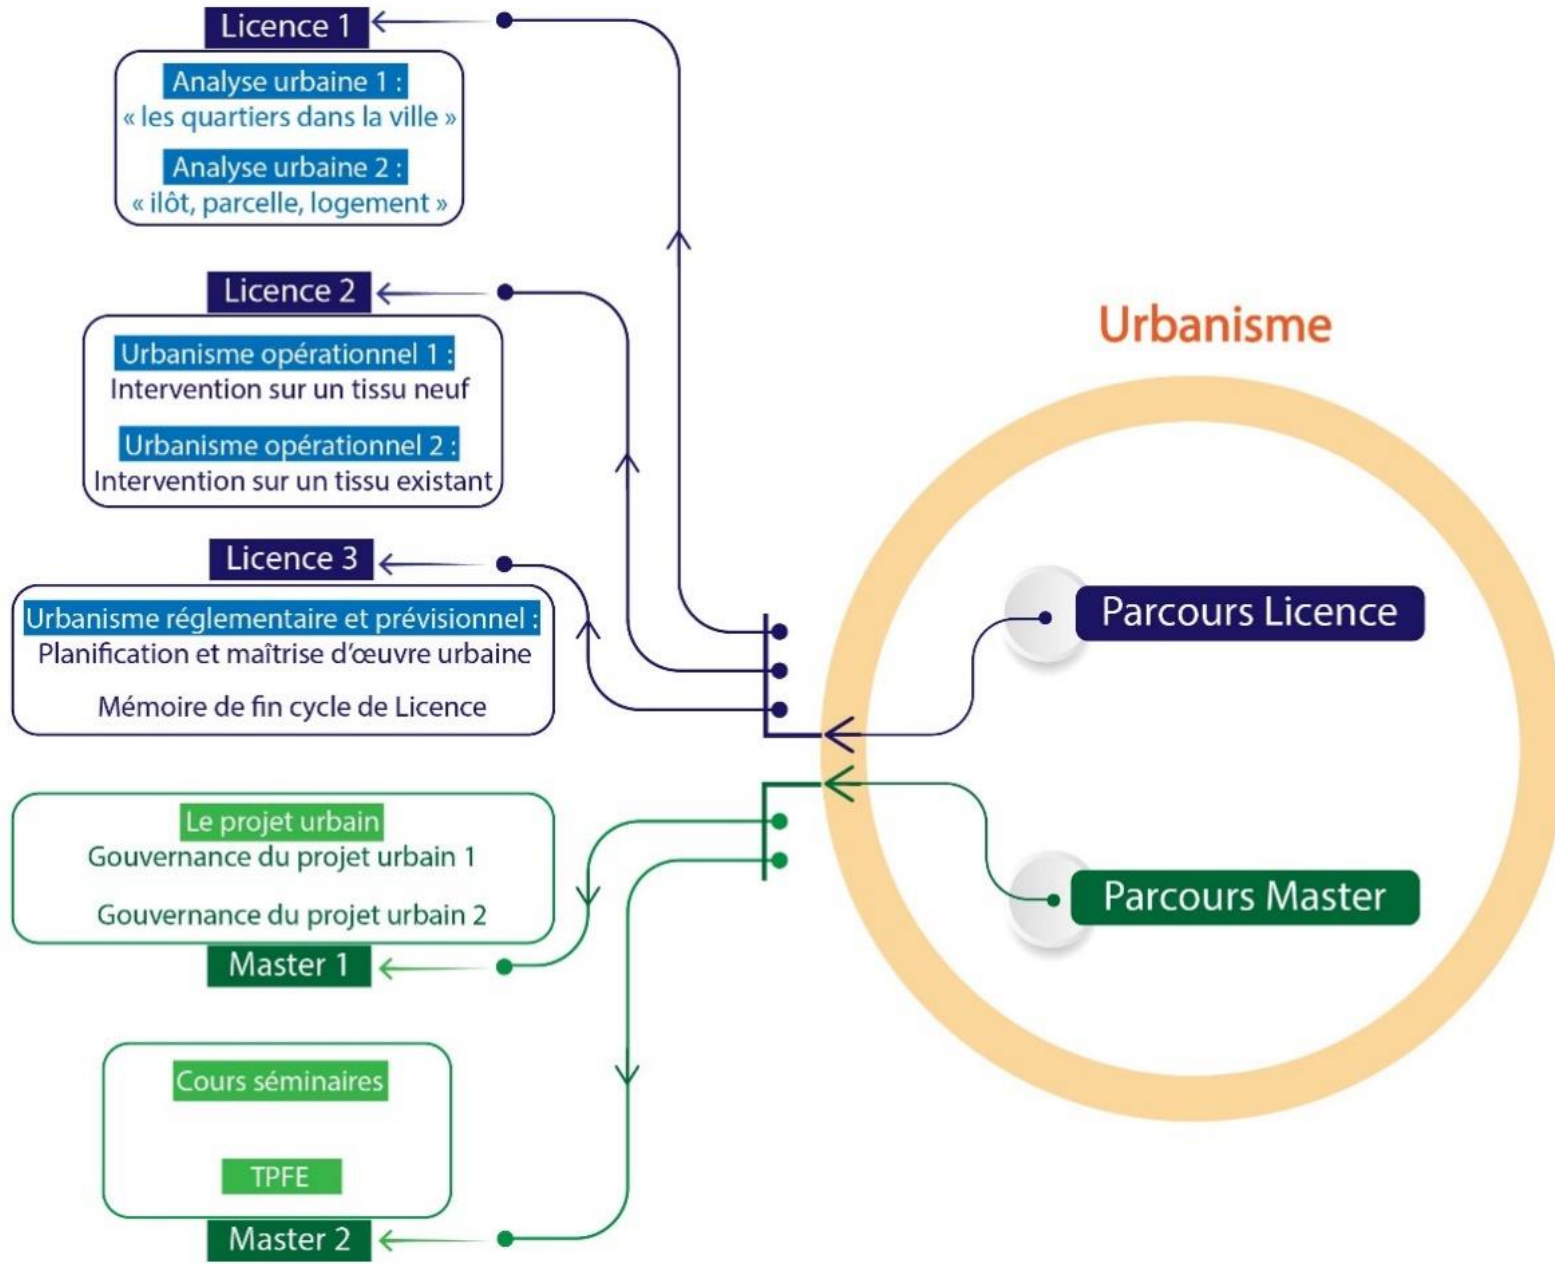 Licence 1
Analyse urbaine 1 :
« les quartiers dans la ville »
Analyse urbaine 2 :
« ilôt, parcelle, logement »
Licence 2
Urbanisme opérationnel 1 :
Intervention sur un tissu neuf
Urbanisme opérationnel 2 :
Intervention sur un tissu existant
Licence 3
Urbanisme réglementaire et prévisionnel :
Planification et maîtrise d'œuvre urbaine
Mémoire de fin cycle de Licence
Le projet urbain
Gouvernance du projet urbain 1
Gouvernance du projet urbain 2
Master 1
Cours séminaires
TPFE
Master 2
Urbanisme
Parcours Licence
Parcours Master